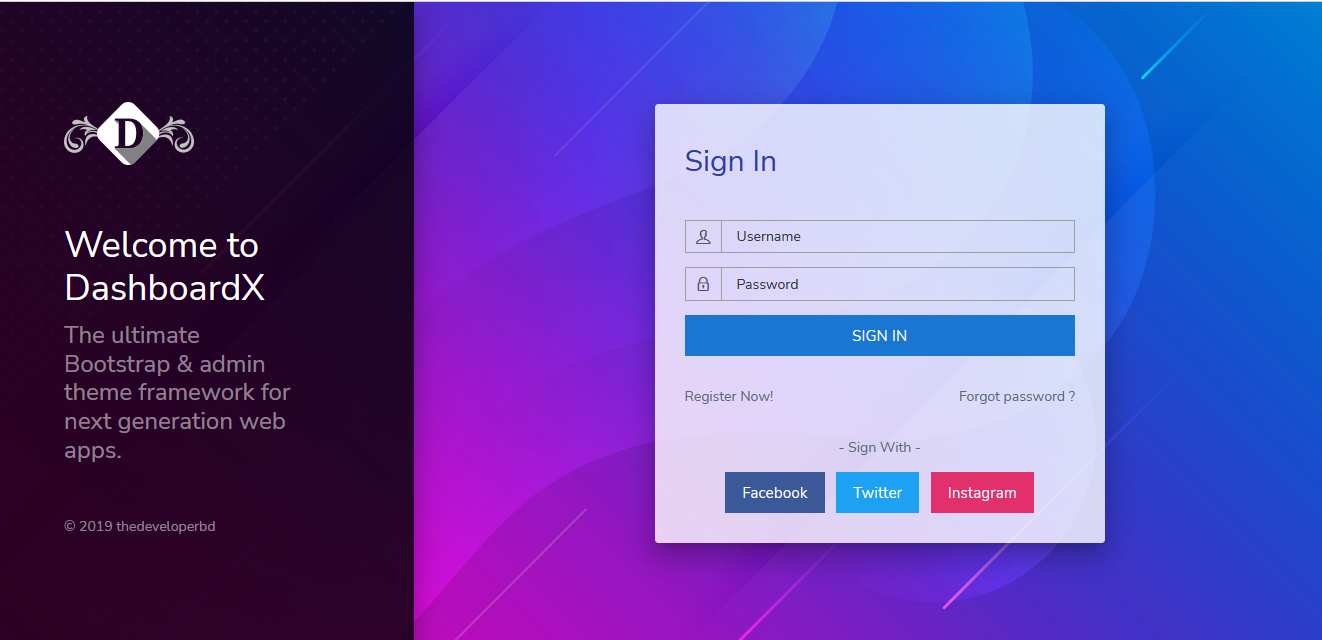 D
Welcome to
DashboardX
The ultimate
Bootstrap & admin
theme framework for
next generation web
apps.
© 2019 thedeveloperbd
Sign In
Username
Password
SIGN IN
Register Now! Forgot password ?
- Sign With -
Facebook Twitter Instagram